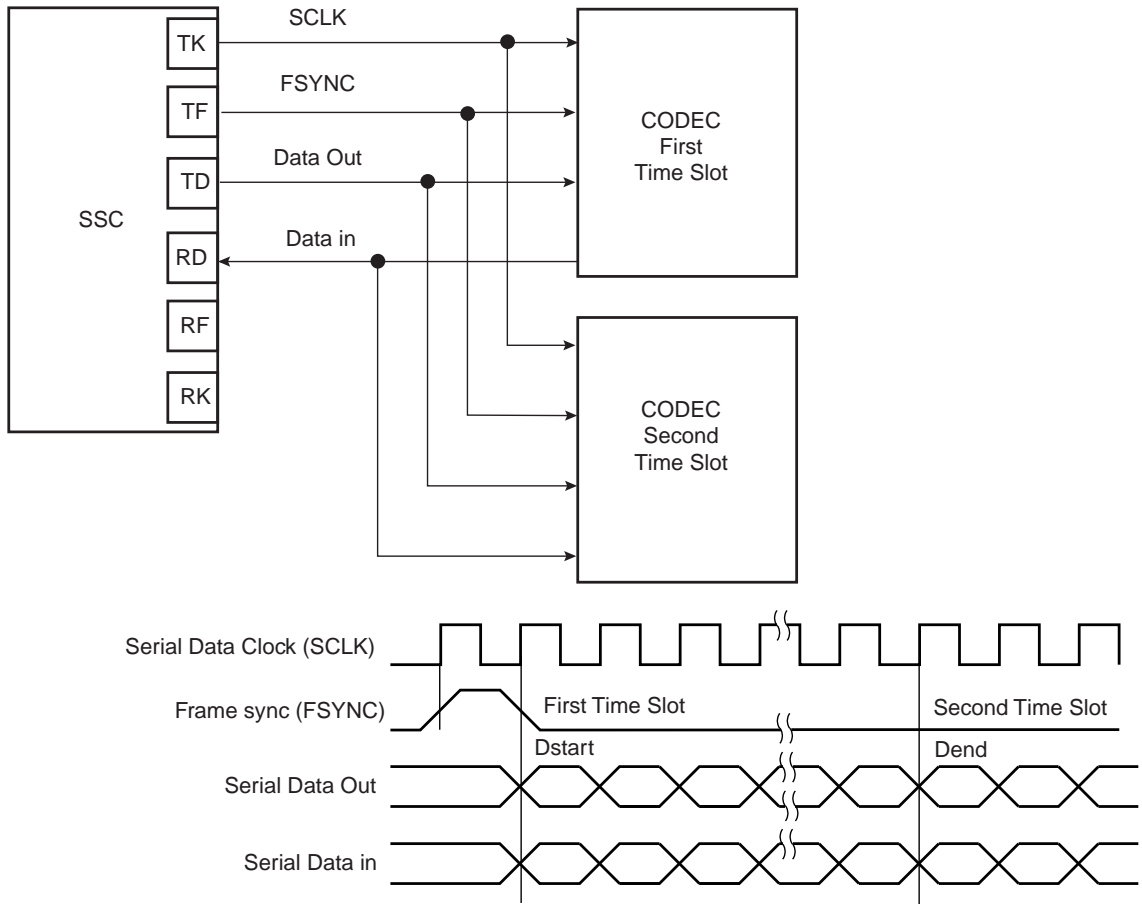 SSC
TK
TF
TD
RD
RF
RK
SCLK
FSYNC
Data Out
Data in
CODEC
First
Time Slot
CODEC
Second
Time Slot
Serial Data Clock (SCLK)
Frame sync (FSYNC)
First Time Slot
Second Time Slot
Dstart
Dend
Serial Data Out
Serial Data in